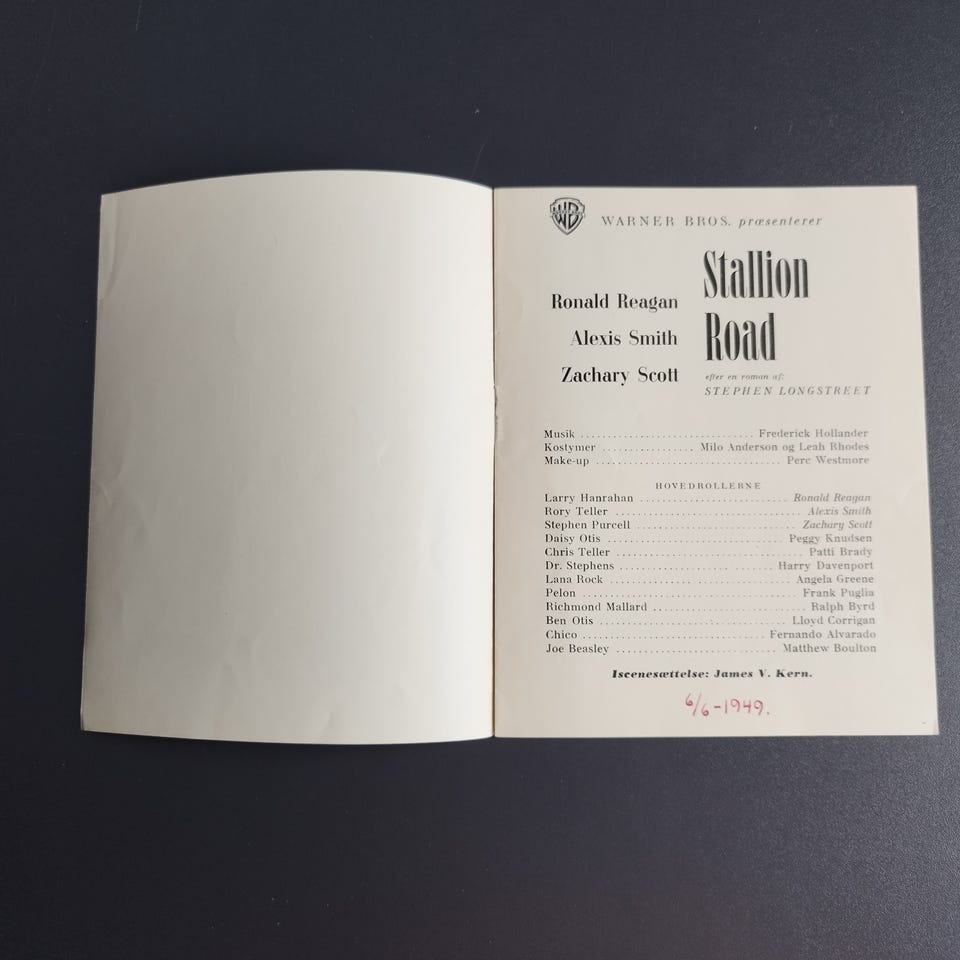 WB
WARNER BROS. præsenterer
Stallion
Road
Ronald Reagan
Alexis Smith
Zachary Scott
efter en roman af:
STEPHEN LONGSTREET
Musik .............................. Frederick Hollander
Kostymer ................ Milo Anderson og Leah Rhodes
Make-up ................................. Perc Westmore
HOVEDROLLERNE
Larry Hanrahan .......................... Ronald Reagan
Rory Teller ............................... Alexis Smith
Stephen Purcell .......................... Zachary Scott
Daisy Otis .............................. Peggy Knudsen
Chris Teller ............................... Patti Brady
Dr. Stephens .......................... Harry Davenport
Lana Rock .............................. Angela Greene
Pelon ..................................... Frank Puglia
Richmond Mallard ......................... Ralph Byrd
Ben Otis ................................ Lloyd Corrigan
Chico .............................. Fernando Alvarado
Joe Beasley .......................... Matthew Boulton
Iscenesættelse: James V. Kern.
6/6-1949.